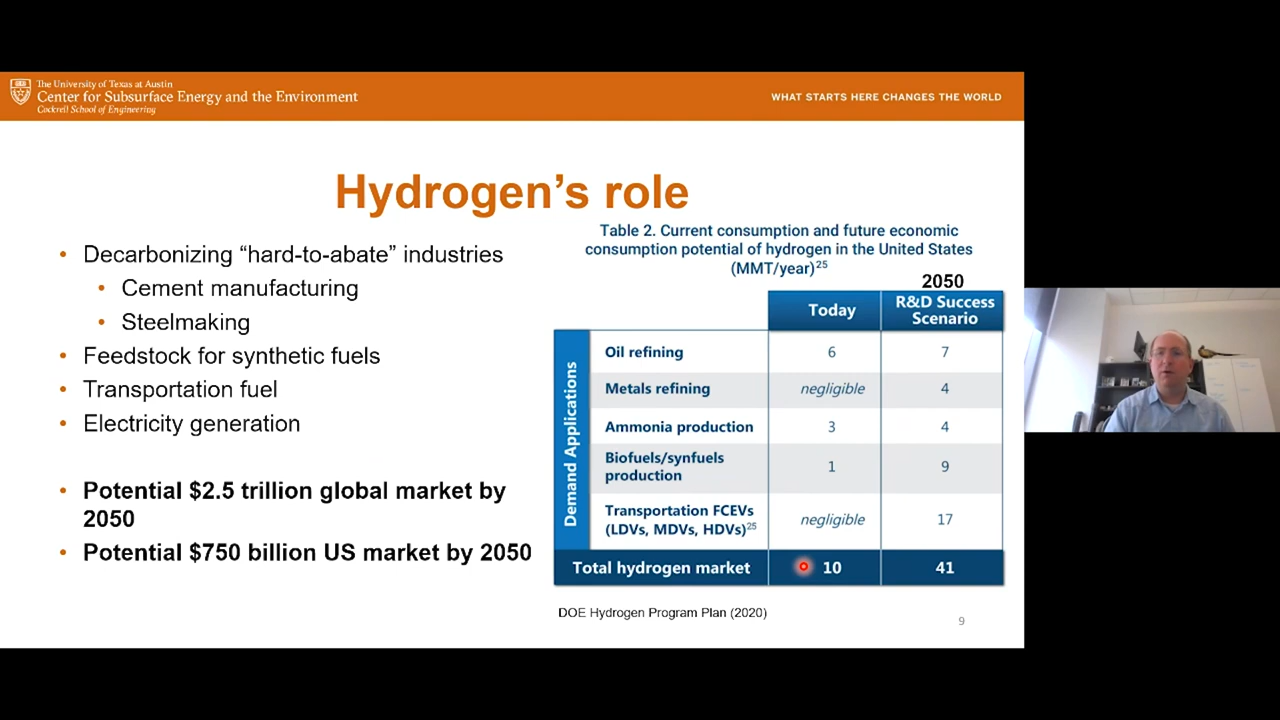 The University of Texas at Austin
Center for Subsurface Energy and the Environment
Cockrell School of Engineering
WHAT STARTS HERE CHANGES THE WORLD
Hydrogen's role
• Decarbonizing “hard-to-abate” industries
• Cement manufacturing
• Steelmaking
• Feedstock for synthetic fuels
• Transportation fuel
• Electricity generation
• Potential $2.5 trillion global market by
2050
• Potential $750 billion US market by 2050
Table 2. Current consumption and future economic
consumption potential of hydrogen in the United States
(MMT/year)25
2050
Today R&D Success
Scenario
Demand Applications
Oil refining 6 7
Metals refining negligible 4
Ammonia production 3 4
Biofuels/synfuels
production 1 9
Transportation FCEVs
(LDVs, MDVs, HDVs)25 negligible 17
Total hydrogen market 10 41
DOE Hydrogen Program Plan (2020)
9